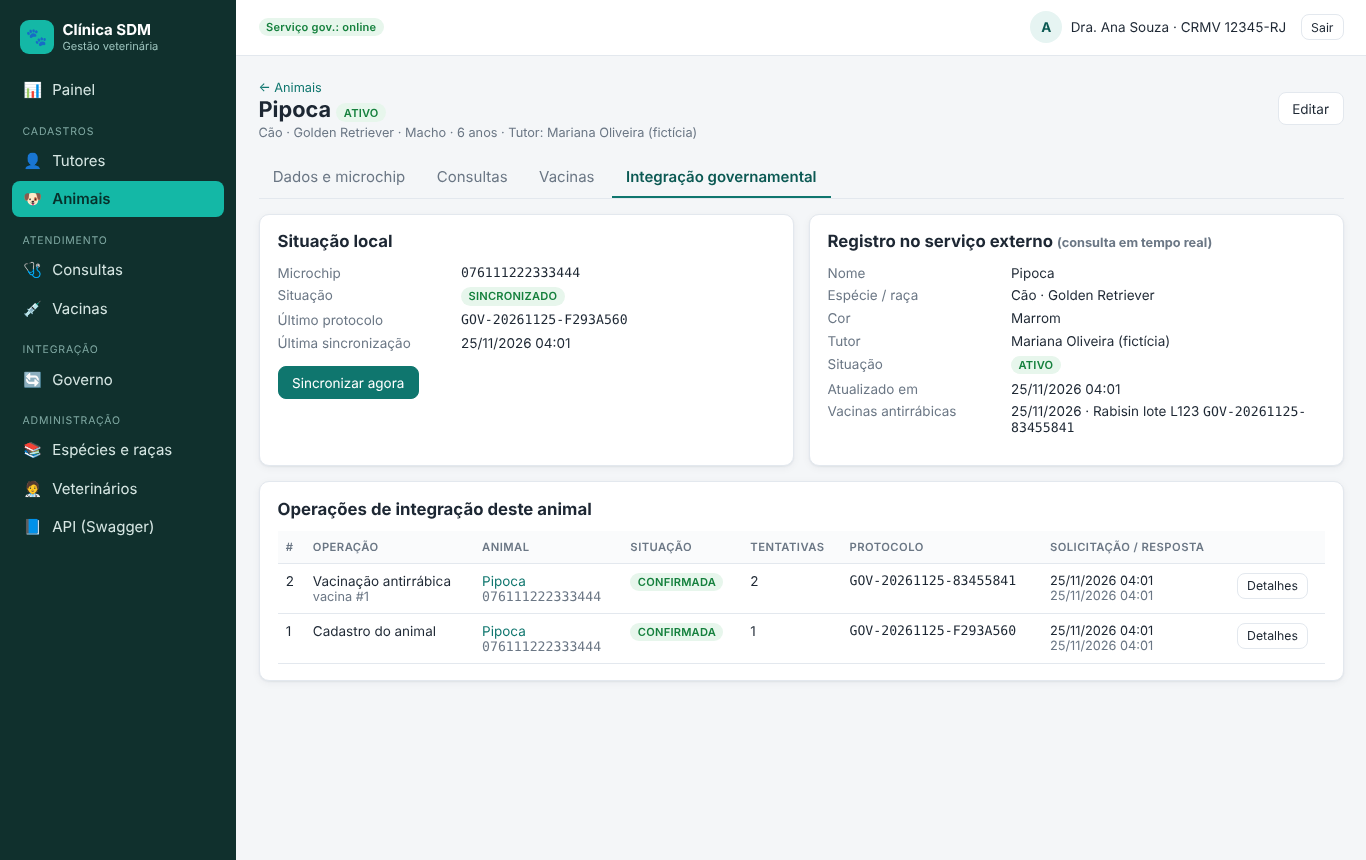 Clínica SDM
Gestão veterinária
Painel
CADASTROS
Tutores
Animais
ATENDIMENTO
Consultas
Vacinas
INTEGRAÇÃO
Governo
ADMINISTRAÇÃO
Espécies e raças
Veterinários
API (Swagger)
Serviço gov.: online
A Dra. Ana Souza · CRMV 12345-RJ Sair
← Animais
Pipoca ATIVO
Cão · Golden Retriever · Macho · 6 anos · Tutor: Mariana Oliveira (fictícia)
Editar
Dados e microchip Consultas Vacinas Integração governamental
Situação local
Microchip 076111222333444
Situação SINCRONIZADO
Último protocolo GOV-20261125-F293A560
Última sincronização 25/11/2026 04:01
Sincronizar agora
Registro no serviço externo (consulta em tempo real)
Nome Pipoca
Espécie / raça Cão · Golden Retriever
Cor Marrom
Tutor Mariana Oliveira (fictícia)
Situação ATIVO
Atualizado em 25/11/2026 04:01
Vacinas antirrábicas 25/11/2026 · Rabisin lote L123 GOV-20261125-
83455841
Operações de integração deste animal
# OPERAÇÃO ANIMAL SITUAÇÃO TENTATIVAS PROTOCOLO SOLICITAÇÃO / RESPOSTA
2 Vacinação antirrábica Pipoca CONFIRMADA 2 GOV-20261125-83455841 25/11/2026 04:01 Detalhes
vacina #1 076111222333444 25/11/2026 04:01
1 Cadastro do animal Pipoca CONFIRMADA 1 GOV-20261125-F293A560 25/11/2026 04:01 Detalhes
076111222333444 25/11/2026 04:01